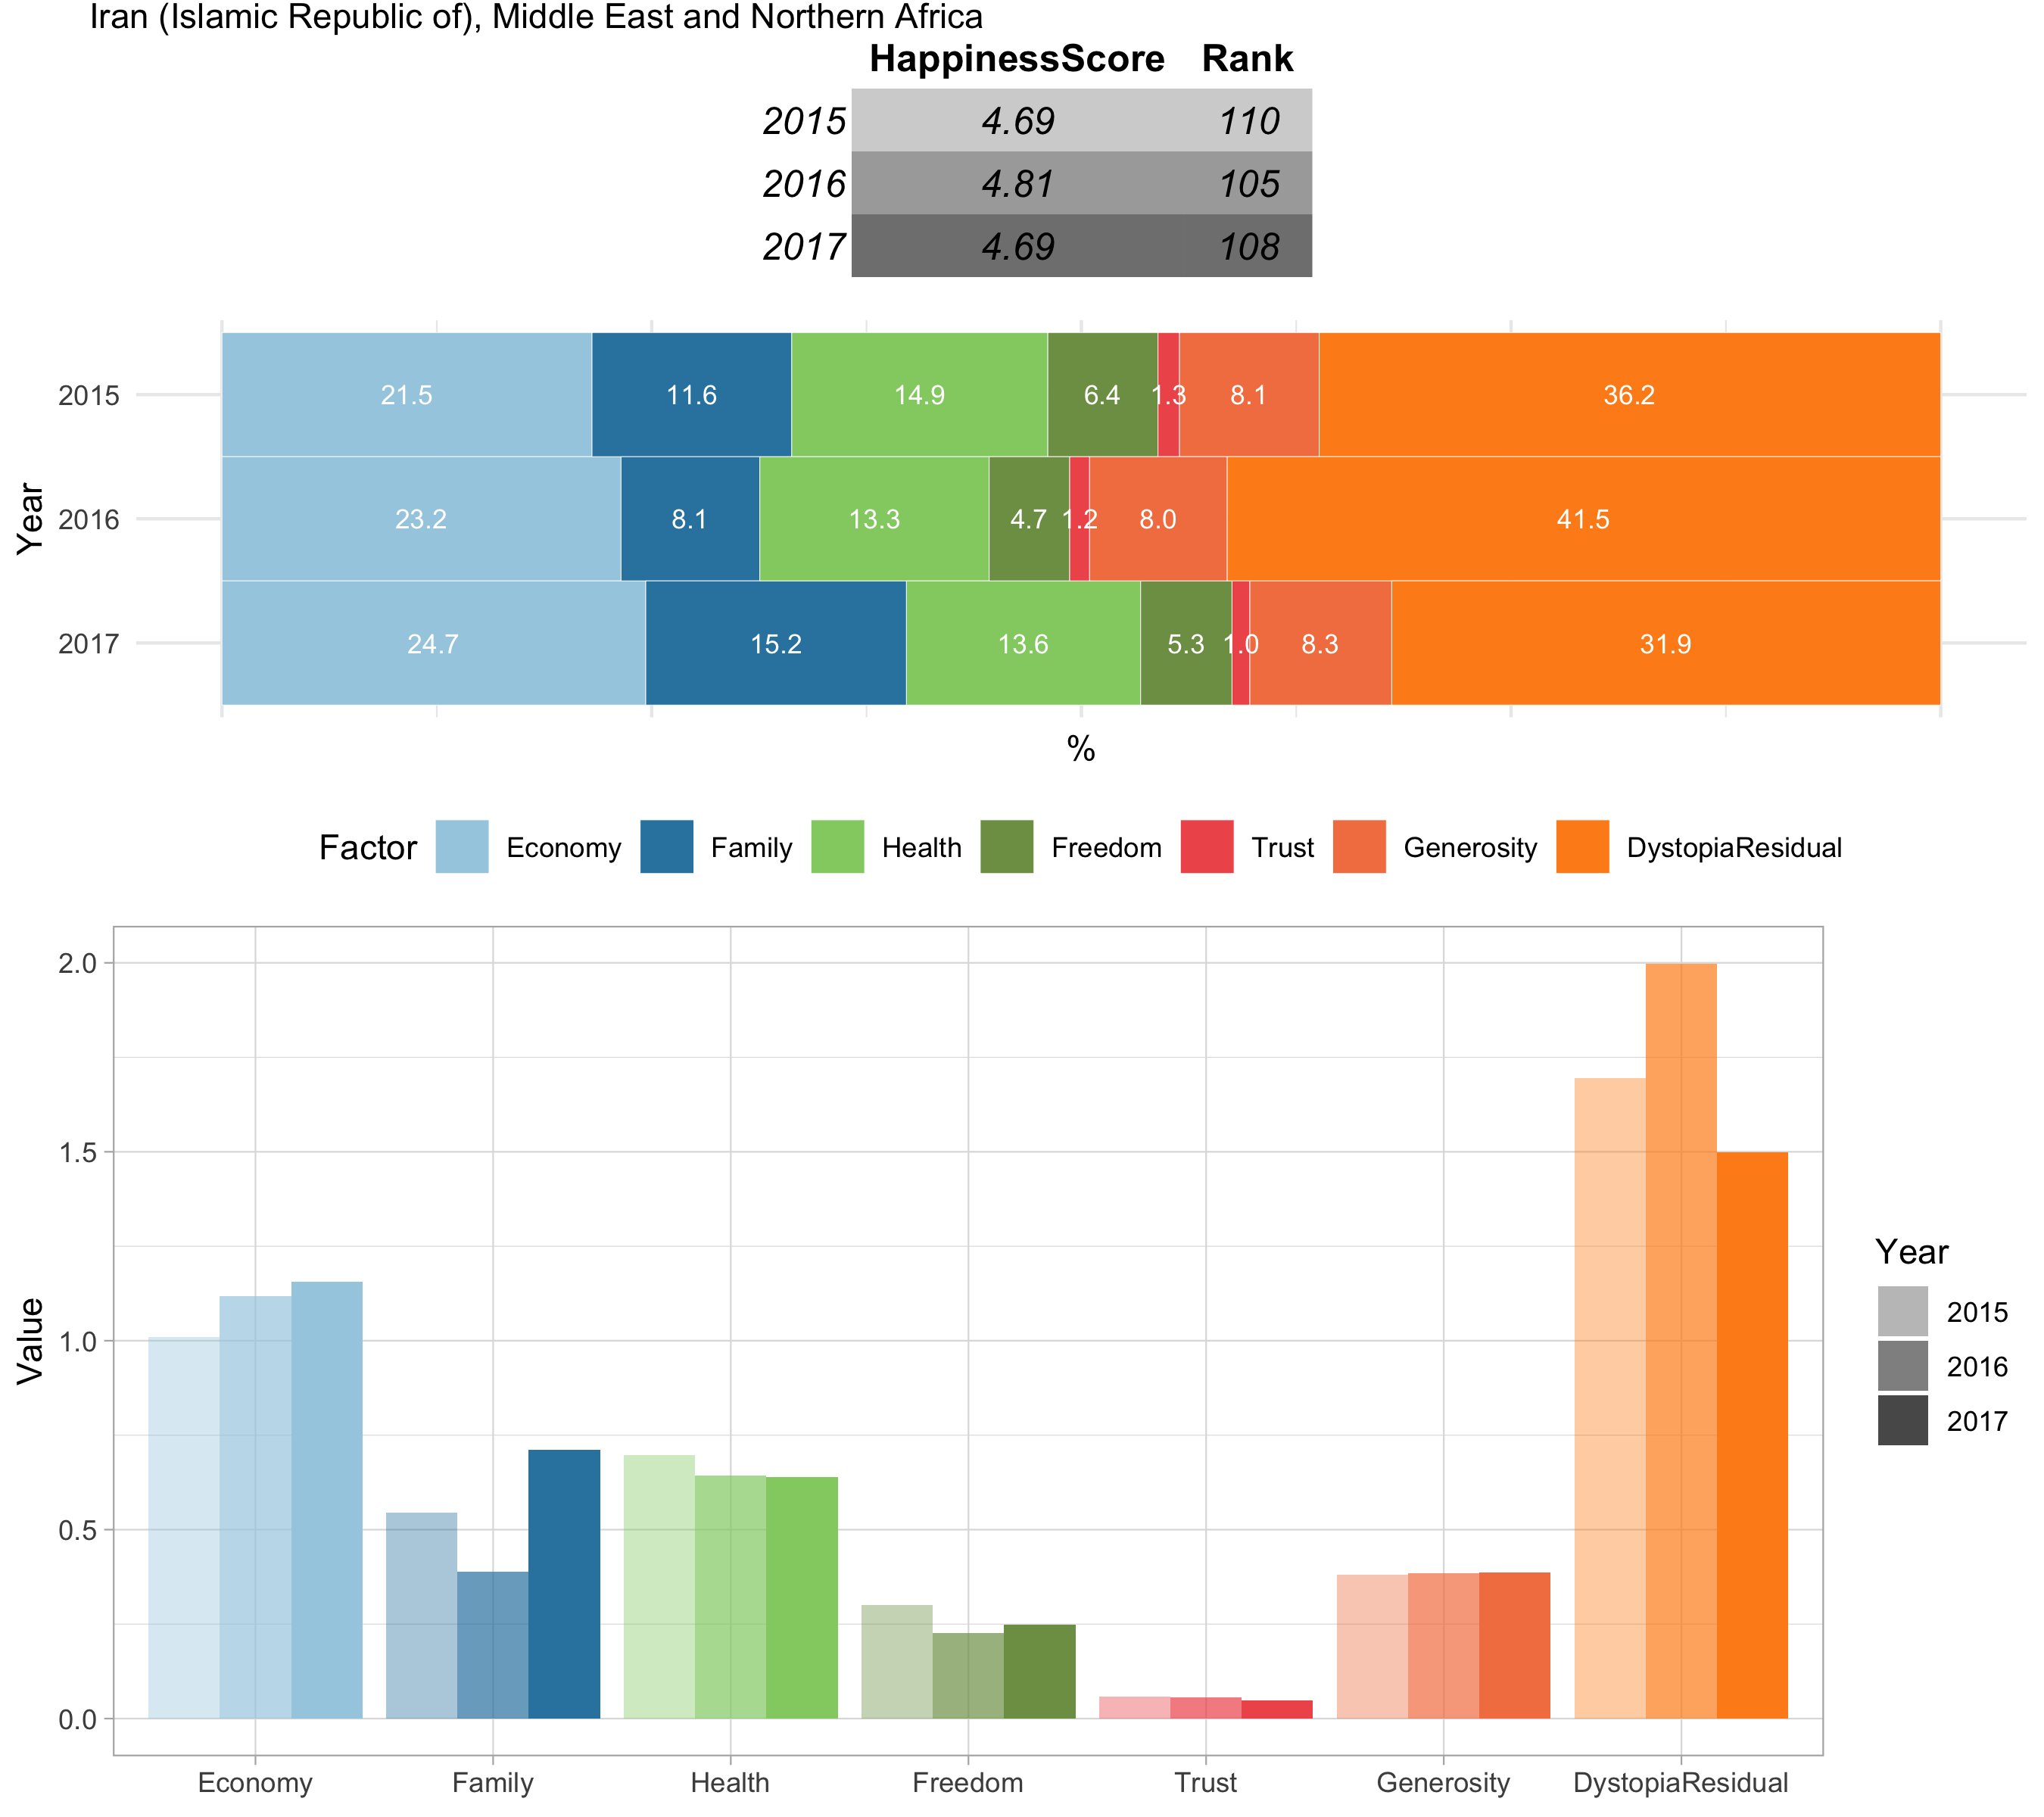 Iran (Islamic Republic of), Middle East and Northern Africa
HappinessScore Rank
2015 4.69 110
2016 4.81 105
2017 4.69 108
Year
2015 21.5 11.6 14.9 6.4 1.3 8.1 36.2
2016 23.2 8.1 13.3 4.7 1.2 8.0 41.5
2017 24.7 15.2 13.6 5.3 1.0 8.3 31.9
%
Factor Economy Family Health Freedom Trust Generosity DystopiaResidual
Value
2.0
1.5
1.0
0.5
0.0
Economy Family Health Freedom Trust Generosity DystopiaResidual
Year
2015
2016
2017